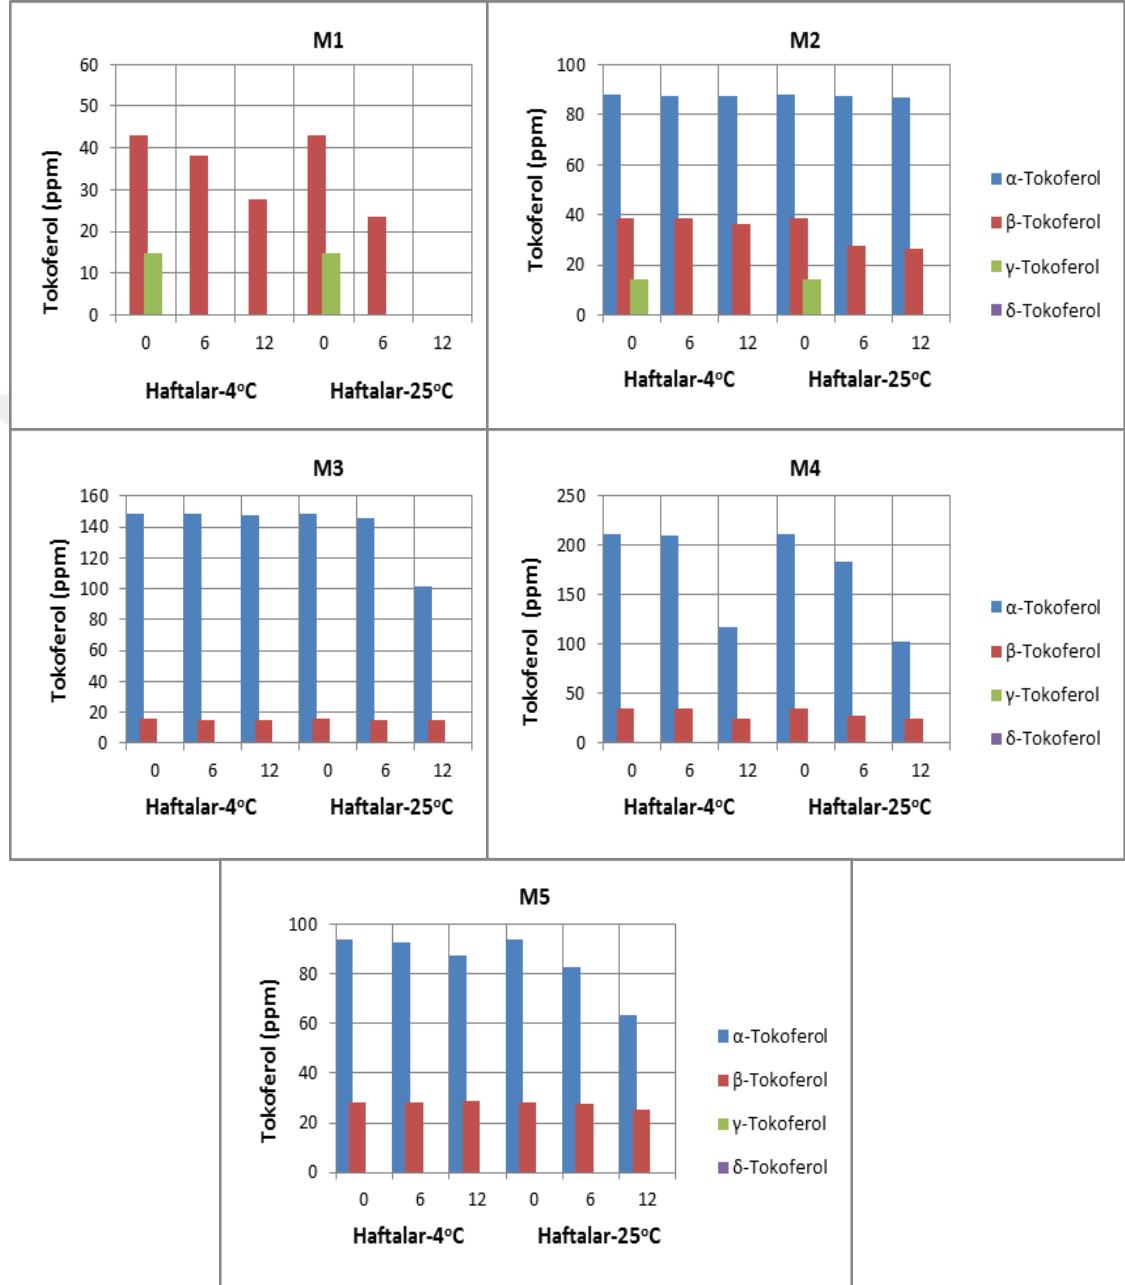 M1
60
50
40
30
20
10
0
Tokoferol (ppm)
0 6 12 0 6 12
Haftalar-4°C Haftalar-25°C
M2
100
80
60
40
20
0
Tokoferol (ppm)
0 6 12 0 6 12
Haftalar-4°C Haftalar-25°C
α-Tokoferol
β-Tokoferol
γ-Tokoferol
δ-Tokoferol
M3
160
140
120
100
80
60
40
20
0
Tokoferol (ppm)
0 6 12 0 6 12
Haftalar-4°C Haftalar-25°C
M4
250
200
150
100
50
0
Tokoferol (ppm)
0 6 12 0 6 12
Haftalar-4°C Haftalar-25°C
α-Tokoferol
β-Tokoferol
γ-Tokoferol
δ-Tokoferol
M5
100
80
60
40
20
0
Tokoferol (ppm)
0 6 12 0 6 12
Haftalar-4°C Haftalar-25°C
α-Tokoferol
β-Tokoferol
γ-Tokoferol
δ-Tokoferol